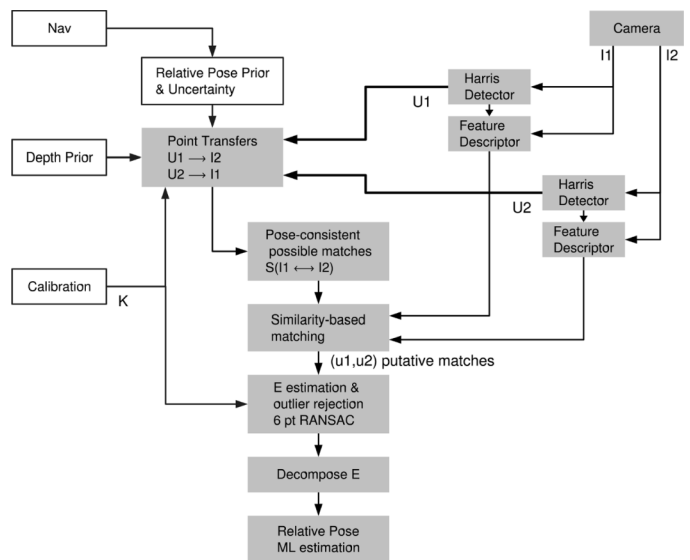 Nav
Camera
I1
I2
Relative Pose Prior
& Uncertainty
Harris
Detector
U1
Feature
Descriptor
Point Transfers
U1 ⟶ I2
U2 ⟶ I1
Depth Prior
Harris
Detector
U2
Feature
Descriptor
Pose-consistent
possible matches
S(I1 ⟷ I2)
Calibration
K
Similarity-based
matching
(u1,u2) putative matches
E estimation &
outlier rejection
6 pt RANSAC
Decompose E
Relative Pose
ML estimation